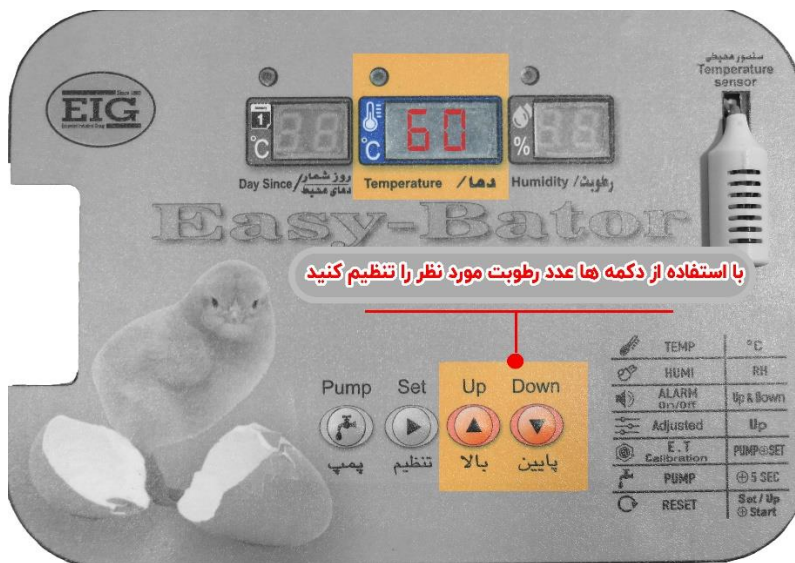 سنسور محیطی
Temperature
sensor
EIG
1
°C
88
°C
60
%
88
Day Since/ روز شمار/دمای محیط
Temperature / دما
Humidity / رطوبت
Easy-Bator
با استفاده از دکمه ها عدد رطوبت مورد نظر را تنظیم کنید
Pump Set Up Down
پمپ تنظیم بالا پایین
TEMP °C
HUMI RH
ALARM On/Off Up & Down
Adjusted Up
E.T Calibration PUMP⊕SET
PUMP ⊕5 SEC
RESET Set / Up ⊕ Start